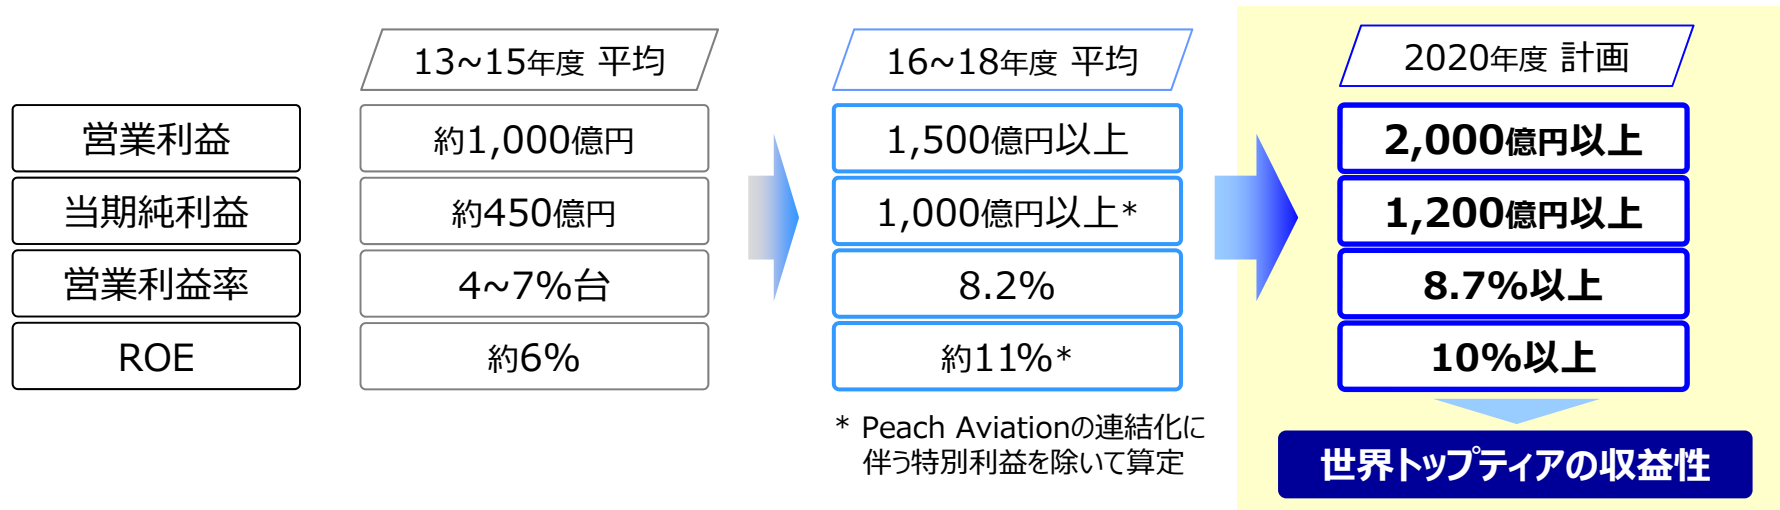 13~15年度 平均
16~18年度 平均
2020年度 計画
営業利益
約1,000億円
1,500億円以上
2,000億円以上
当期純利益
約450億円
1,000億円以上*
1,200億円以上
営業利益率
4~7%台
8.2%
8.7%以上
ROE
約6%
約11%*
10%以上
* Peach Aviationの連結化に
伴う特別利益を除いて算定
世界トップティアの収益性